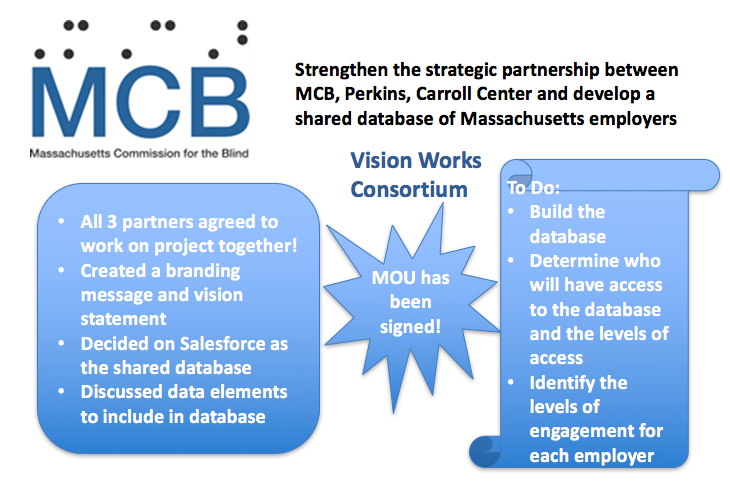 MCB
Massachusetts Commission for the Blind
Strengthen the strategic partnership between
MCB, Perkins, Carroll Center and develop a
shared database of Massachusetts employers
Vision Works
Consortium
• All 3 partners agreed to
work on project together!
• Created a branding
message and vision
statement
• Decided on Salesforce as
the shared database
• Discussed data elements
to include in database
MOU has
been
signed!
To Do:
• Build the
database
• Determine who
will have access
to the database
and the levels of
access
• Identify the
levels of
engagement for
each employer